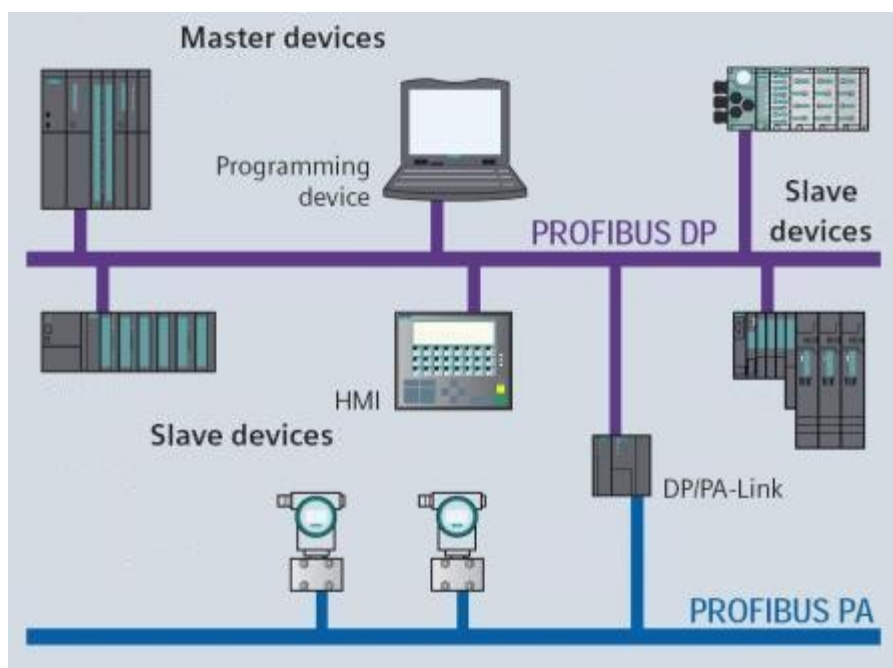 Master devices
Programming
device
Slave
devices
PROFIBUS DP
HMI
Slave devices
DP/PA-Link
PROFIBUS PA